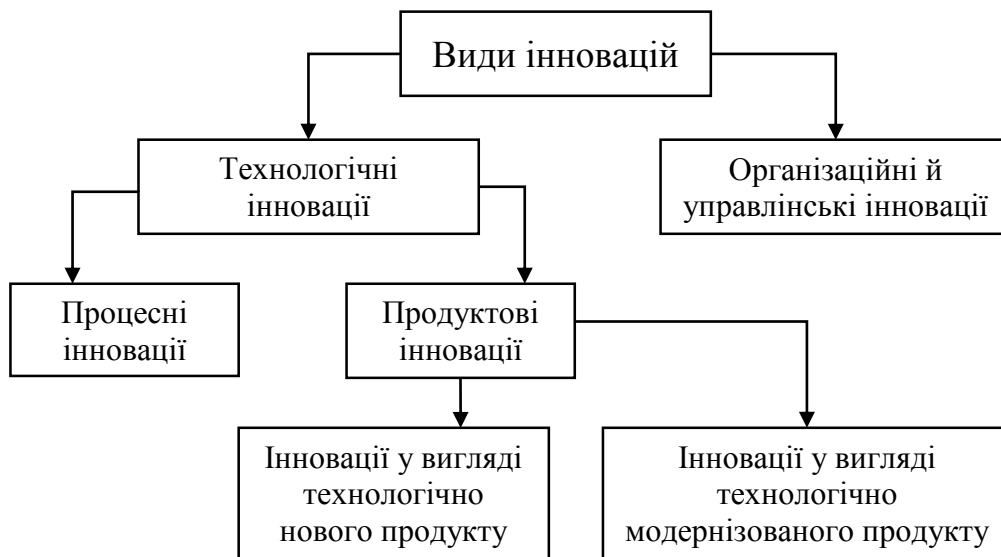 Види інновацій
Технологічні
інновації
Організаційні й
управлінські інновації
Процесні
інновації
Продуктові
інновації
Інновації у вигляді
технологічно
нового продукту
Інновації у вигляді
технологічно
модернізованого продукту